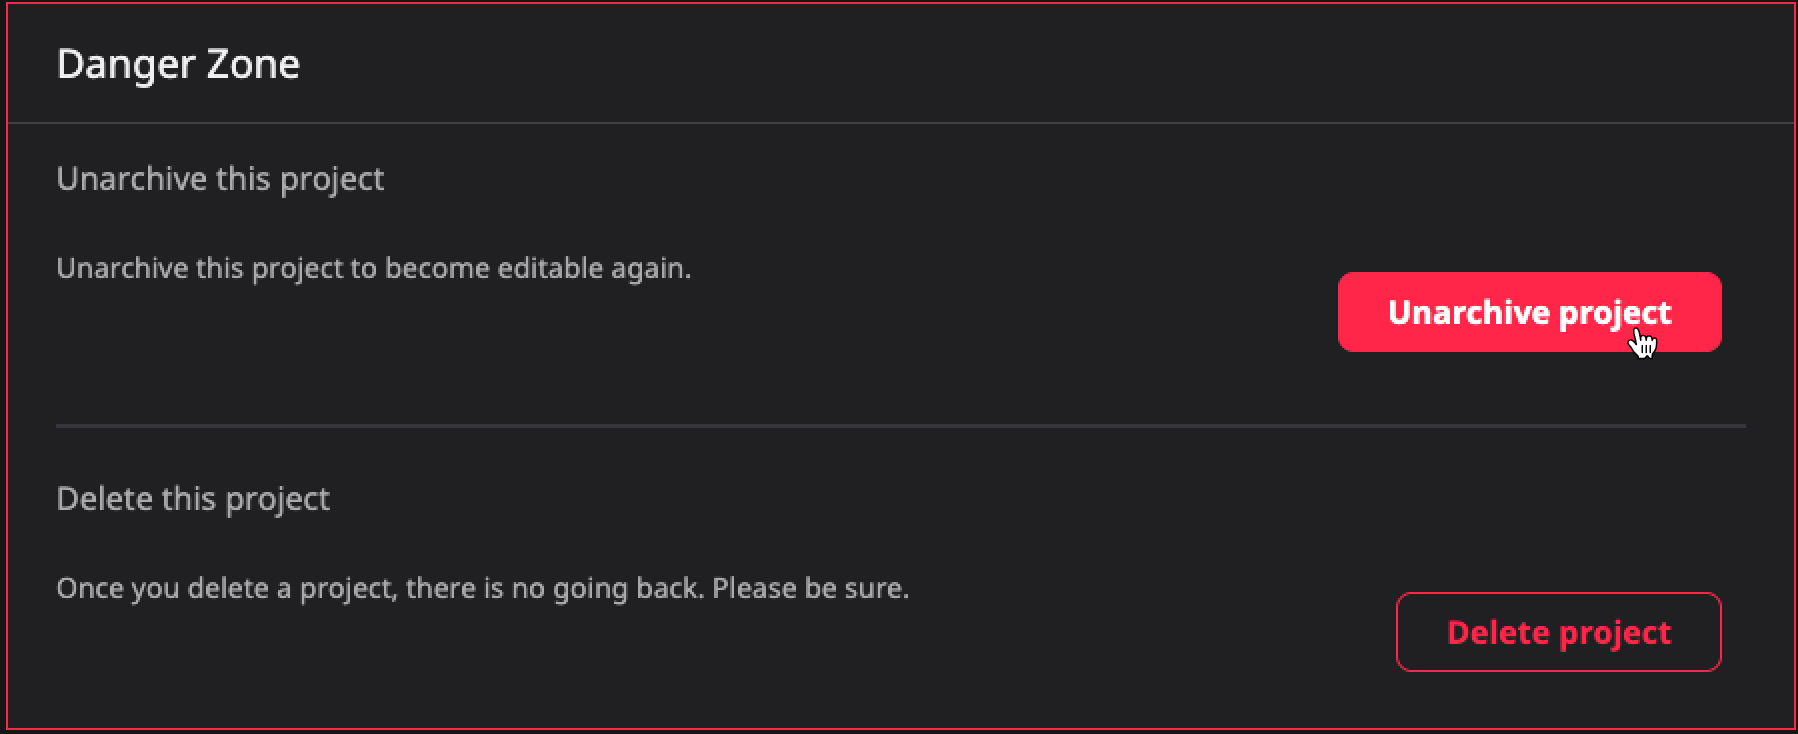 Danger Zone
Unarchive this project
Unarchive this project to become editable again.
Unarchive project
Delete this project
Once you delete a project, there is no going back. Please be sure.
Delete project